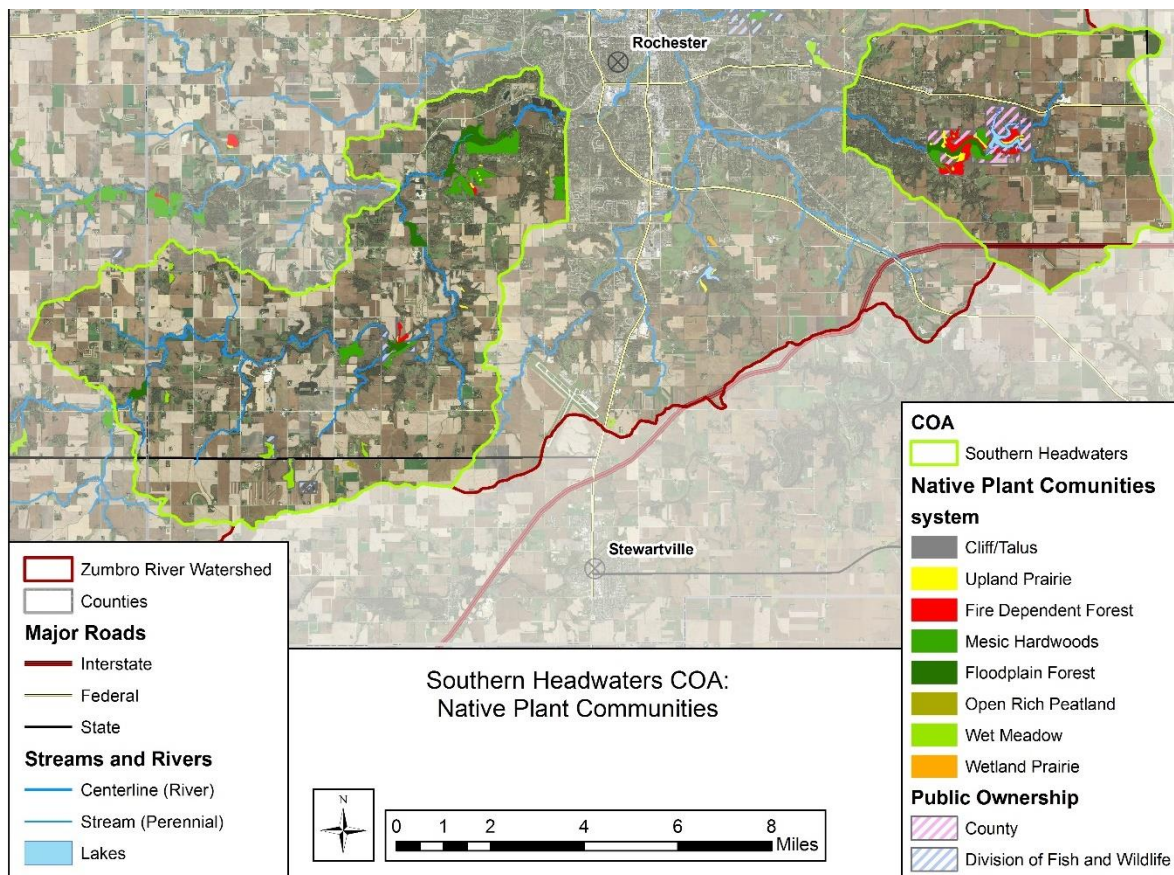 Rochester
Stewartville
Zumbro River Watershed
Counties
Major Roads
Interstate
Federal
State
Streams and Rivers
Centerline (River)
Stream (Perennial)
Lakes
Southern Headwaters COA:
Native Plant Communities
N
0 1 2 4 6 8
Miles
COA
Southern Headwaters
Native Plant Comunities
system
Cliff/Talus
Upland Prairie
Fire Dependent Forest
Mesic Hardwoods
Floodplain Forest
Open Rich Peatland
Wet Meadow
Wetland Prairie
Public Ownership
County
Division of Fish and Wildlife